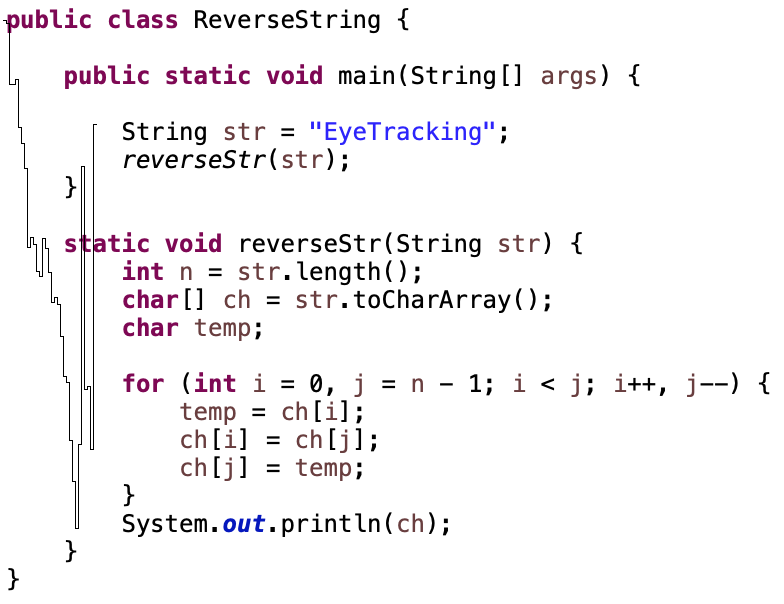 public class ReverseString {
public static void main(String[] args) {
String str = "EyeTracking";
reverseStr(str);
}
static void reverseStr(String str) {
int n = str.length();
char[] ch = str.toCharArray();
char temp;
for (int i = 0, j = n - 1; i < j; i++, j--) {
temp = ch[i];
ch[i] = ch[j];
ch[j] = temp;
}
System.out.println(ch);
}
}